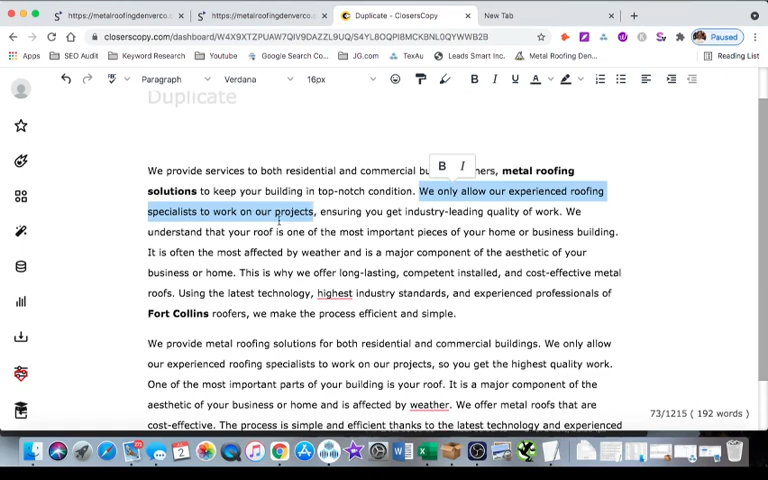 https://metalroofingdenverco.c
https://metalroofingdenverco.c
Duplicate - ClosersCopy
New Tab
closerscopy.com/dashboard/W4X9XTZPUAW7QIV9DAZZL9UQ/S4YL8OQPI8MCKBNL0QYWWB2B
Paused
Apps
SEO Audit
Keyword Research
Youtube
Google Search Co...
JG.com
TexAu
Leads Smart Inc.
Metal Roofing Den...
Reading List
Paragraph
Verdana
16px
B I U A
Duplicate
B I
We provide services to both residential and commercial bu ners, metal roofing
solutions to keep your building in top-notch condition. We only allow our experienced roofing
specialists to work on our projects, ensuring you get industry-leading quality of work. We
understand that your roof is one of the most important pieces of your home or business building.
It is often the most affected by weather and is a major component of the aesthetic of your
business or home. This is why we offer long-lasting, competent installed, and cost-effective metal
roofs. Using the latest technology, highest industry standards, and experienced professionals of
Fort Collins roofers, we make the process efficient and simple.
We provide metal roofing solutions for both residential and commercial buildings. We only allow
our experienced roofing specialists to work on our projects, so you get the highest quality work.
One of the most important parts of your building is your roof. It is a major component of the
aesthetic of your business or home and is affected by weather. We offer metal roofs that are
cost-effective. The process is simple and efficient thanks to the latest technology and experienced
73/1215 ( 192 words )